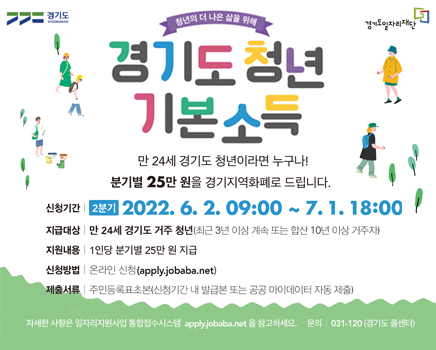 경기도
경기도일자리재단
청년의 더 나은 삶을 위해
경기도 청년
기본소득
만 24세 경기도 청년이라면 누구나!
분기별 25만 원을 경기지역화폐로 드립니다.
신청기간 2분기 2022. 6. 2. 09:00 ~ 7. 1. 18:00
지급대상 만 24세 경기도 거주 청년(최근 3년 이상 계속 또는 합산 10년 이상 거주자)
지원내용 1인당 분기별 25만 원 지급
신청방법 온라인 신청(apply.jobaba.net)
제출서류 주민등록표초본(신청기간 내 발급본 또는 공공 마이데이터 자동 제출)
자세한 사항은 일자리지원사업 통합접수시스템 apply.jobaba.net 을 참고하세요. 문의 031-120 (경기도 콜센터)